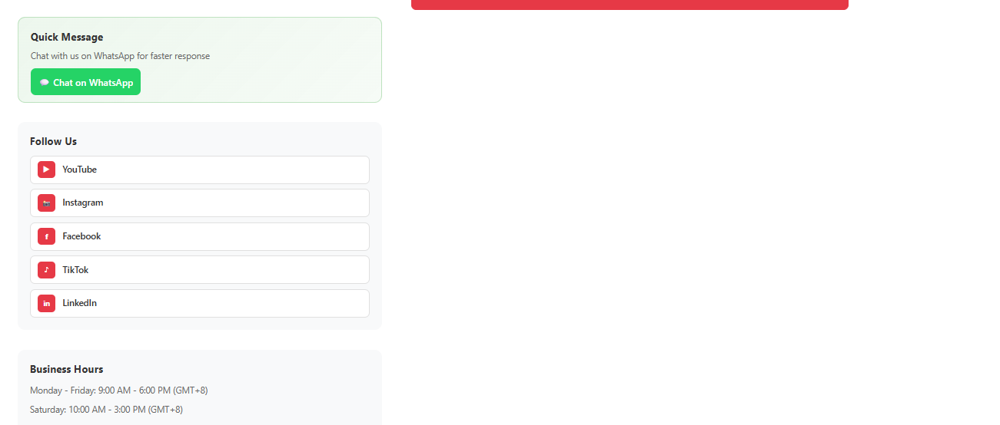 Quick Message
Chat with us on WhatsApp for faster response
💬 Chat on WhatsApp
Follow Us
▶ YouTube
📷 Instagram
f Facebook
♪ TikTok
in LinkedIn
Business Hours
Monday - Friday: 9:00 AM - 6:00 PM (GMT+8)
Saturday: 10:00 AM - 3:00 PM (GMT+8)